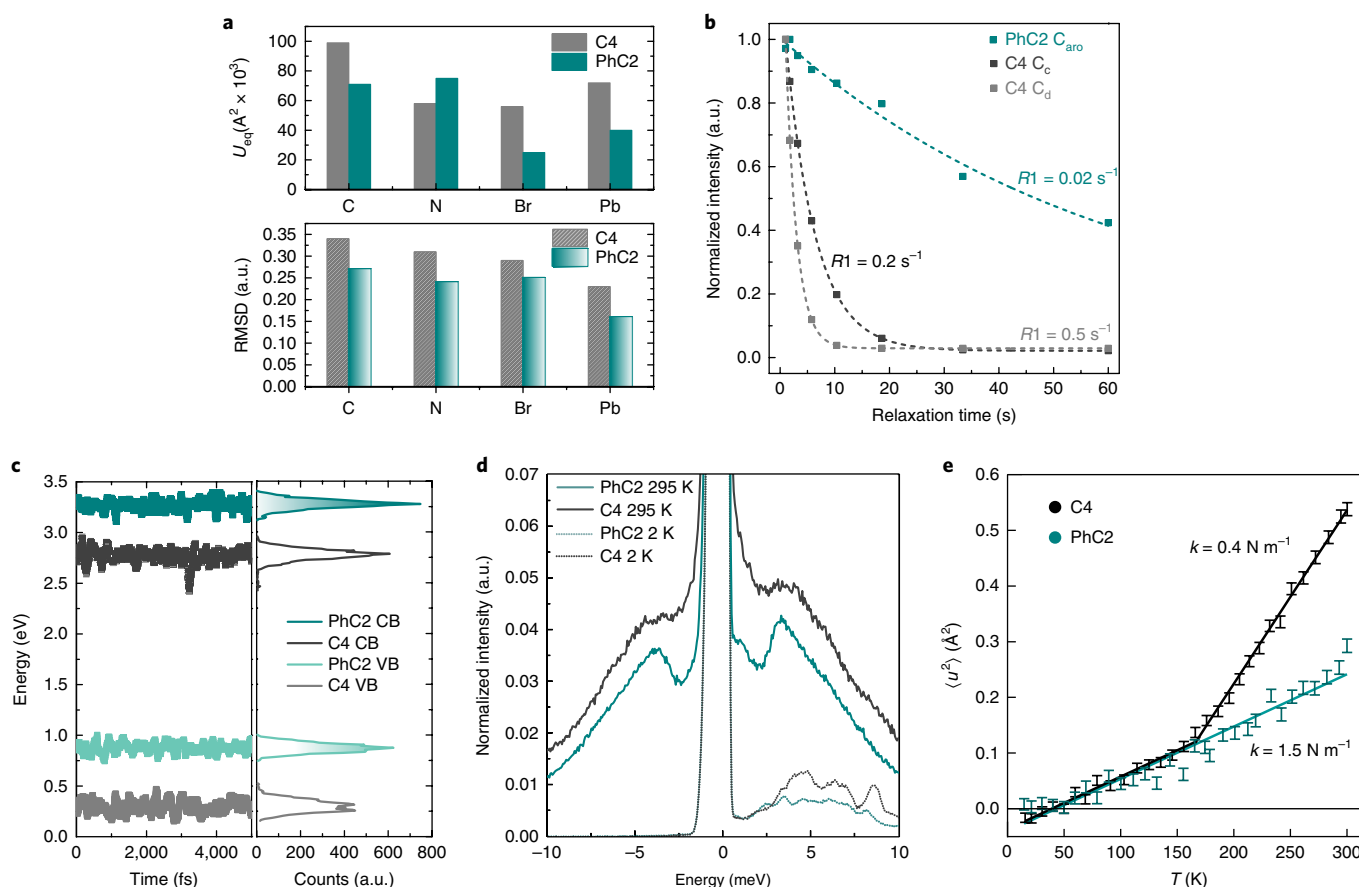 a
U_eq(Å² × 10³)
100
80
60
40
20
0
C4
PhC2
C N Br Pb
RMSD (a.u.)
0.35
0.30
0.25
0.20
0.15
0.10
0.05
0.00
C4
PhC2
C N Br Pb
b
Normalized intensity (a.u.)
1.0
0.8
0.6
0.4
0.2
0.0
PhC2 C_aro
C4 C_c
C4 C_d
R1 = 0.02 s⁻¹
R1 = 0.2 s⁻¹
R1 = 0.5 s⁻¹
0 10 20 30 40 50 60
Relaxation time (s)
c
Energy (eV)
3.5
3.0
2.5
2.0
1.5
1.0
0.5
0.0
PhC2 CB
C4 CB
PhC2 VB
C4 VB
0 2,000 4,000
0 200 400 600 800
Time (fs)
Counts (a.u.)
d
Normalized intensity (a.u.)
0.07
0.06
0.05
0.04
0.03
0.02
0.01
0.00
PhC2 295 K
C4 295 K
PhC2 2 K
C4 2 K
−10 −5 0 5 10
Energy (meV)
e
⟨u²⟩ (Å²)
0.6
0.5
0.4
0.3
0.2
0.1
0.0
C4
PhC2
k = 0.4 N m⁻¹
k = 1.5 N m⁻¹
0 50 100 150 200 250 300
T (K)